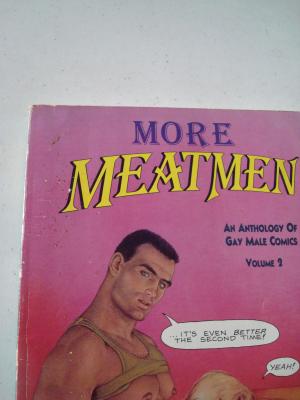 MORE
MEATMEN
AN ANTHOLOGY OF
GAY MALE COMICS
VOLUME 2
...IT'S EVEN BETTER
THE SECOND TIME!
YEAH!